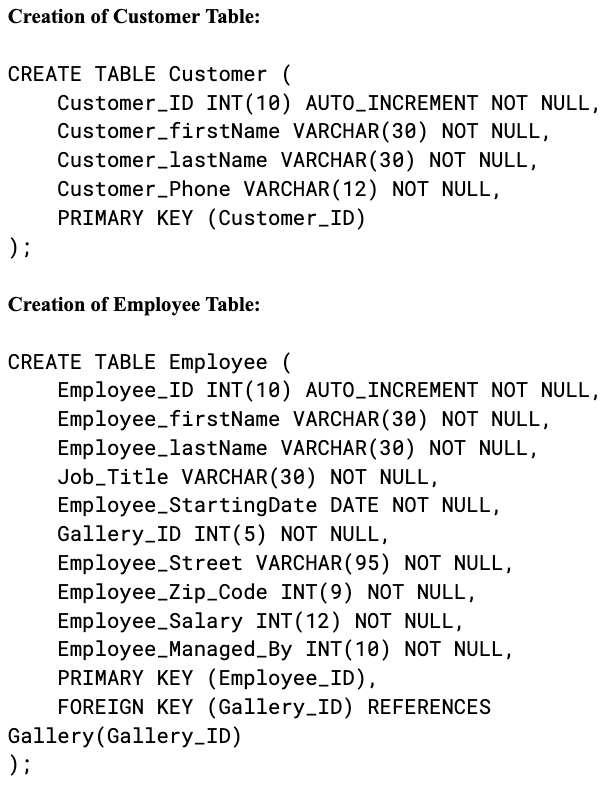 Creation of Customer Table:
CREATE TABLE Customer (
    Customer_ID INT(10) AUTO_INCREMENT NOT NULL,
    Customer_firstName VARCHAR(30) NOT NULL,
    Customer_lastName VARCHAR(30) NOT NULL,
    Customer_Phone VARCHAR(12) NOT NULL,
    PRIMARY KEY (Customer_ID)
);
Creation of Employee Table:
CREATE TABLE Employee (
    Employee_ID INT(10) AUTO_INCREMENT NOT NULL,
    Employee_firstName VARCHAR(30) NOT NULL,
    Employee_lastName VARCHAR(30) NOT NULL,
    Job_Title VARCHAR(30) NOT NULL,
    Employee_StartingDate DATE NOT NULL,
    Gallery_ID INT(5) NOT NULL,
    Employee_Street VARCHAR(95) NOT NULL,
    Employee_Zip_Code INT(9) NOT NULL,
    Employee_Salary INT(12) NOT NULL,
    Employee_Managed_By INT(10) NOT NULL,
    PRIMARY KEY (Employee_ID),
    FOREIGN KEY (Gallery_ID) REFERENCES
Gallery(Gallery_ID)
);